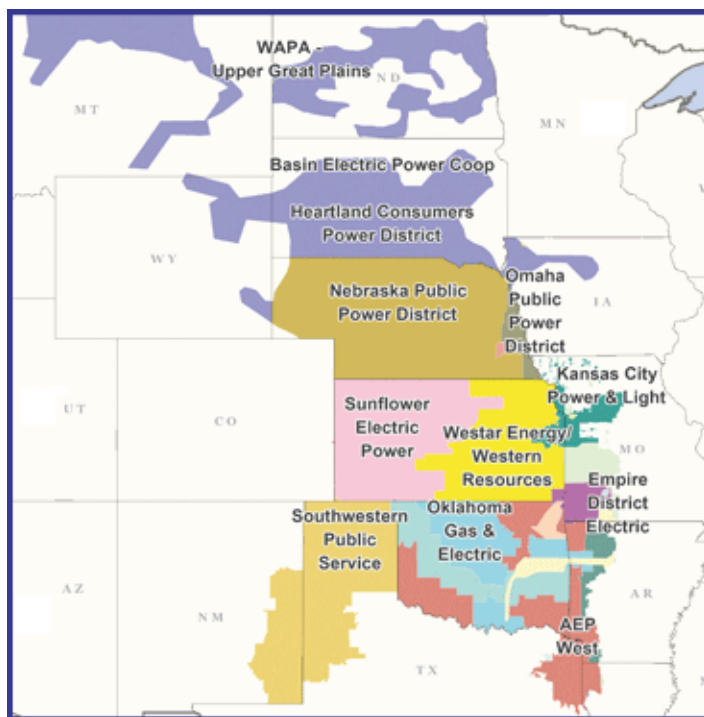 WAPA -
Upper Great Plains
ND
MT
MN
Basin Electric Power Coop
Heartland Consumers
Power District
WY
Nebraska Public
Power District
Omaha
Public
Power
District
IA
Kansas City
Power & Light
UT
CO
Sunflower
Electric
Power
Westar Energy/
Western
Resources
MO
Empire
District
Electric
Southwestern
Public
Service
Oklahoma
Gas &
Electric
AZ
NM
AR
AEP
West
TX